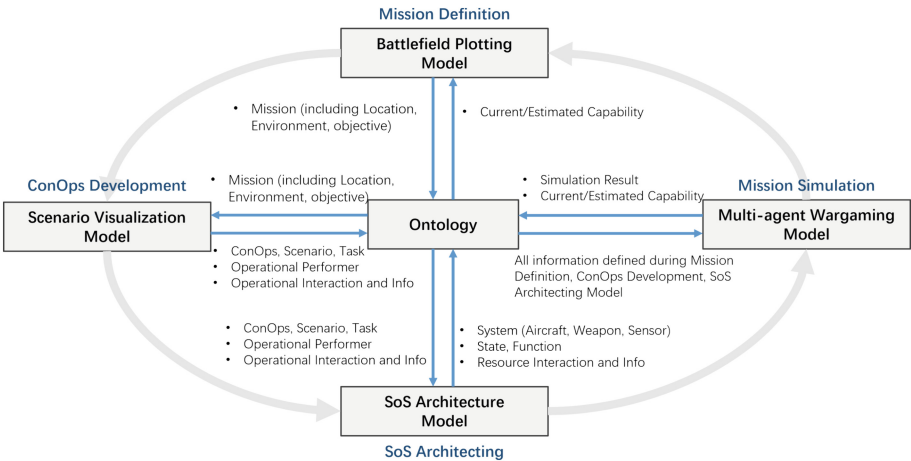 Mission Definition
Battlefield Plotting
Model
• Mission (including Location,
Environment, objective)
• Current/Estimated Capability
ConOps Development
Scenario Visualization
Model
• Mission (including Location,
Environment, objective)
• Simulation Result
• Current/Estimated Capability
Mission Simulation
Multi-agent Wargaming
Model
Ontology
• ConOps, Scenario, Task
• Operational Performer
• Operational Interaction and Info
All information defined during Mission
Definition, ConOps Development, SoS
Architecting Model
• ConOps, Scenario, Task
• Operational Performer
• Operational Interaction and Info
• System (Aircraft, Weapon, Sensor)
• State, Function
• Resource Interaction and Info
SoS Architecture
Model
SoS Architecting